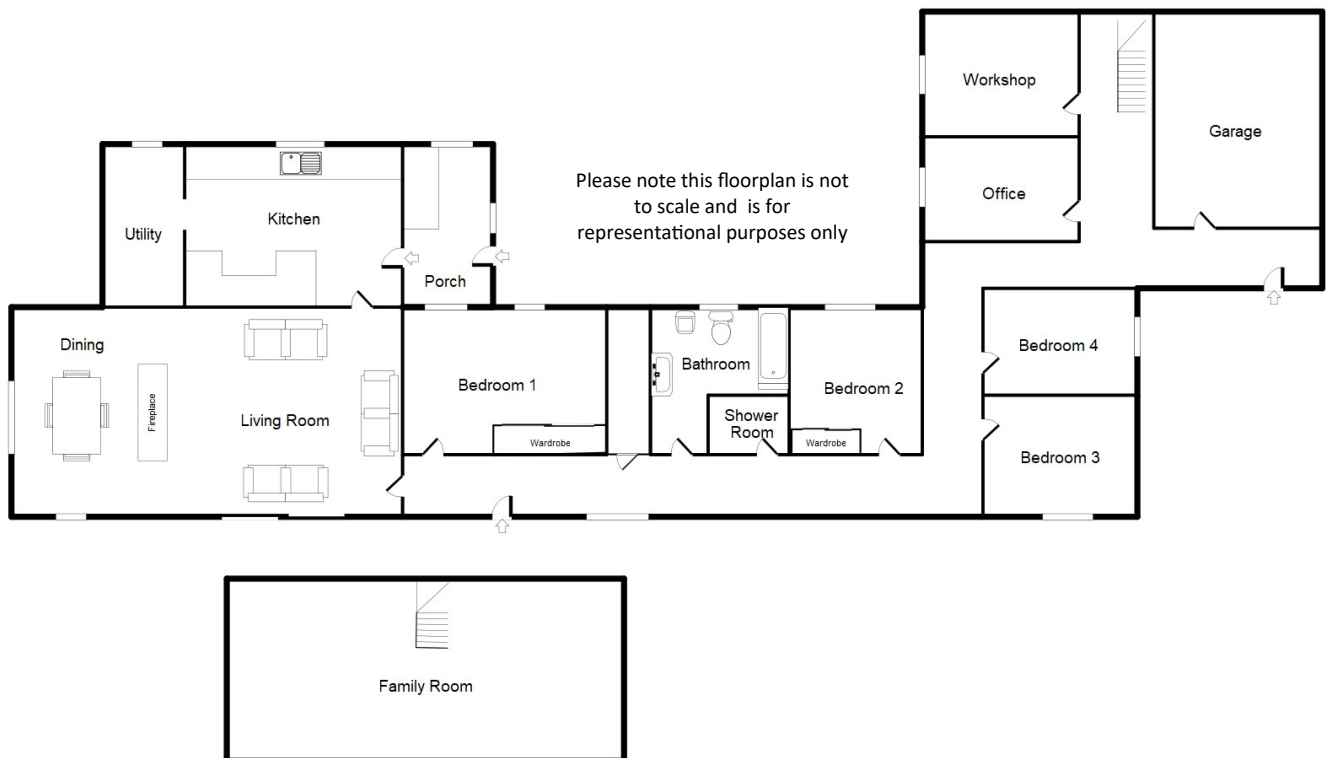 Workshop
Garage
Please note this floorplan is not
to scale and is for
representational purposes only
Office
Kitchen
Utility
Porch
Dining
Fireplace
Living Room
Bedroom 1
Wardrobe
Bathroom
Shower
Room
Bedroom 2
Wardrobe
Bedroom 4
Bedroom 3
Family Room